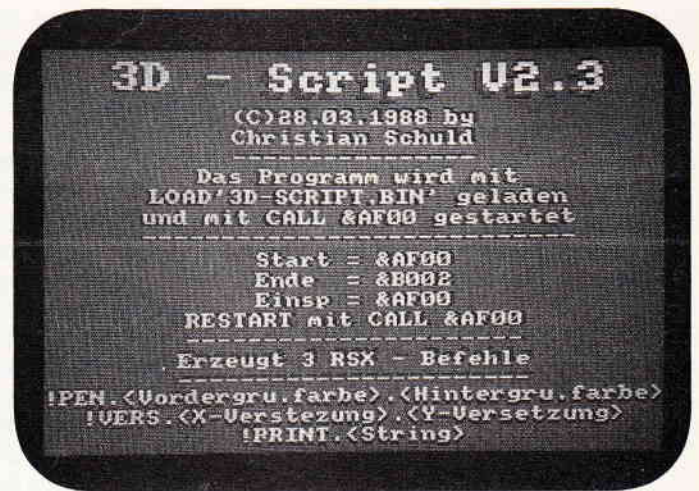 3D - Script V2.3
(C)28.03.1988 by
Christian Schuld
----------------
Das Programm wird mit
LOAD'3D-SCRIPT.BIN' geladen
und mit CALL &AF00 gestartet
----------------------------
Start = &AF00
Ende = &B002
Einsp = &AF00
RESTART mit CALL &AF00
----------------------
Erzeugt 3 RSX - Befehle
-----------------------
!PEN.<Vordergru.farbe>.<Hintergru.farbe>
!VERS.<X-Verstezung>.<Y-Versetzung>
!PRINT.<String>